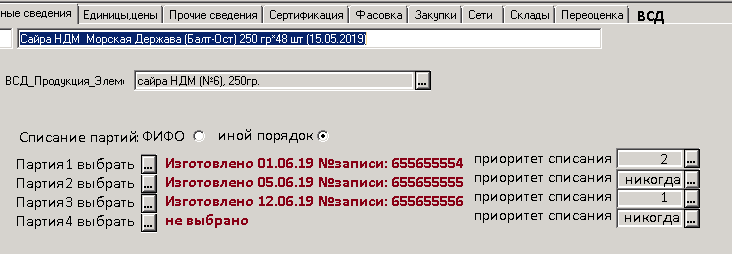 ные сведения Единицы,цены Прочие сведения Сертификация Фасовка Закупки Сети Склады Переоценка ВСД
Сайра НДМ Морская Держава (Балт-Ост) 250 гр*48 шт (15.05.2019)
ВСД_Продукция_Элеме сайра НДМ (№6), 250гр. ...
Списание партий: ФИФО иной порядок
Партия1 выбрать ... Изготовлено 01.06.19 №записи: 655655554 приоритет списания 2 ...
Партия2 выбрать ... Изготовлено 05.06.19 №записи: 655655555 приоритет списания никогда ...
Партия3 выбрать ... Изготовлено 12.06.19 №записи: 655655556 приоритет списания 1 ...
Партия4 выбрать ... не выбрано приоритет списания никогда ...